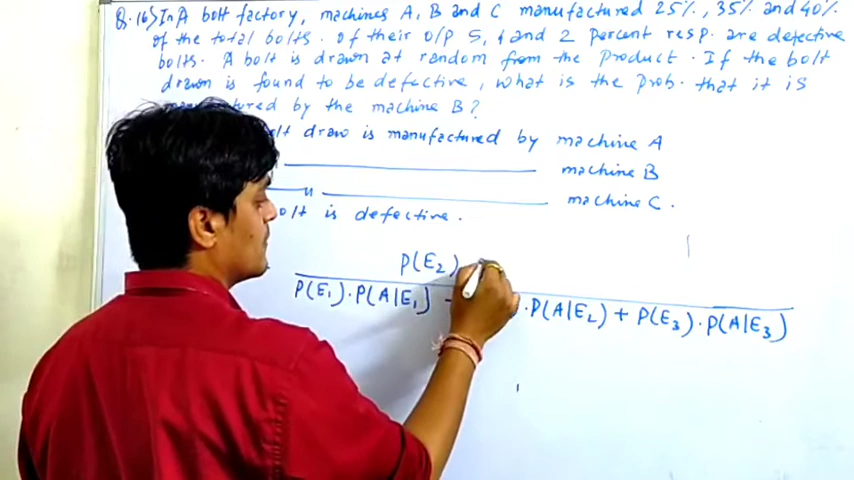 Q.16) In A bolt factory, machines A, B and C manufactured 25%, 35% and 40%
of the total bolts. Of their O/P 5, 4 and 2 percent resp. are defective
bolts. A bolt is drawn at random from the product. If the bolt
drawn is found to be defective, what is the prob. that it is
by the machine B?
draw is manufactured by machine A
machine B
machine C.
is defective.
P(E2)
P(E1).P(A|E1) .P(A|E2) + P(E3).P(A|E3)